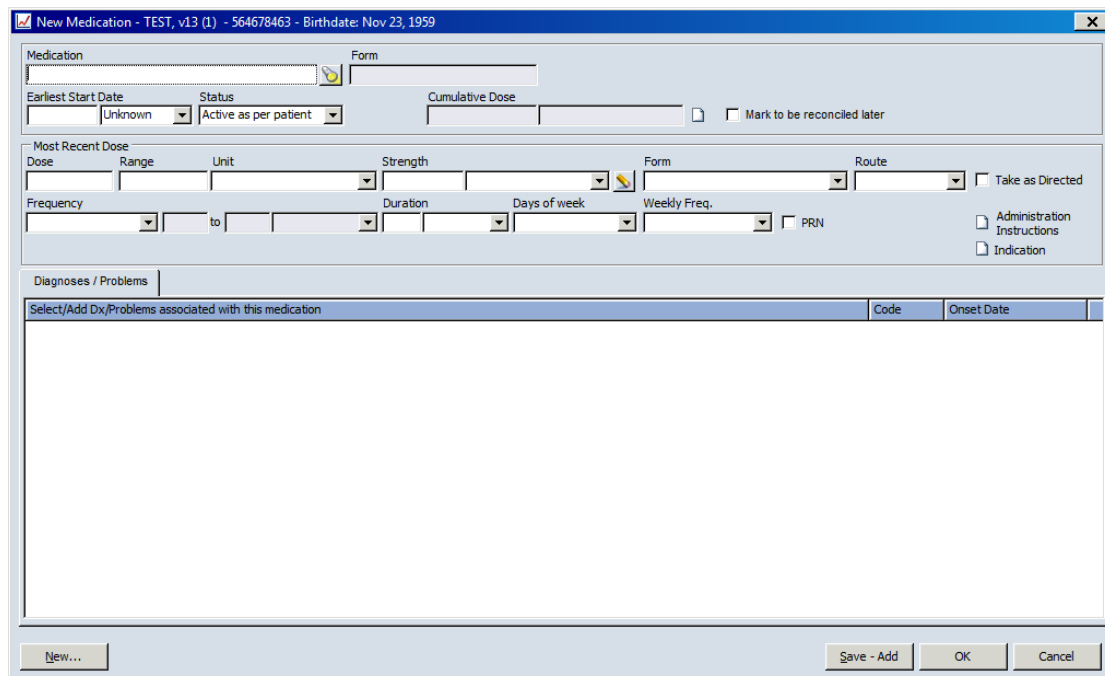 New Medication - TEST, v13 (1) - 564678463 - Birthdate: Nov 23, 1959
Medication Form
Earliest Start Date Status Cumulative Dose
Unknown Active as per patient Mark to be reconciled later
Most Recent Dose
Dose Range Unit Strength Form Route
Take as Directed
Frequency Duration Days of week Weekly Freq.
to PRN
Administration
Instructions
Indication
Diagnoses / Problems
Select/Add Dx/Problems associated with this medication Code Onset Date
New... Save - Add OK Cancel